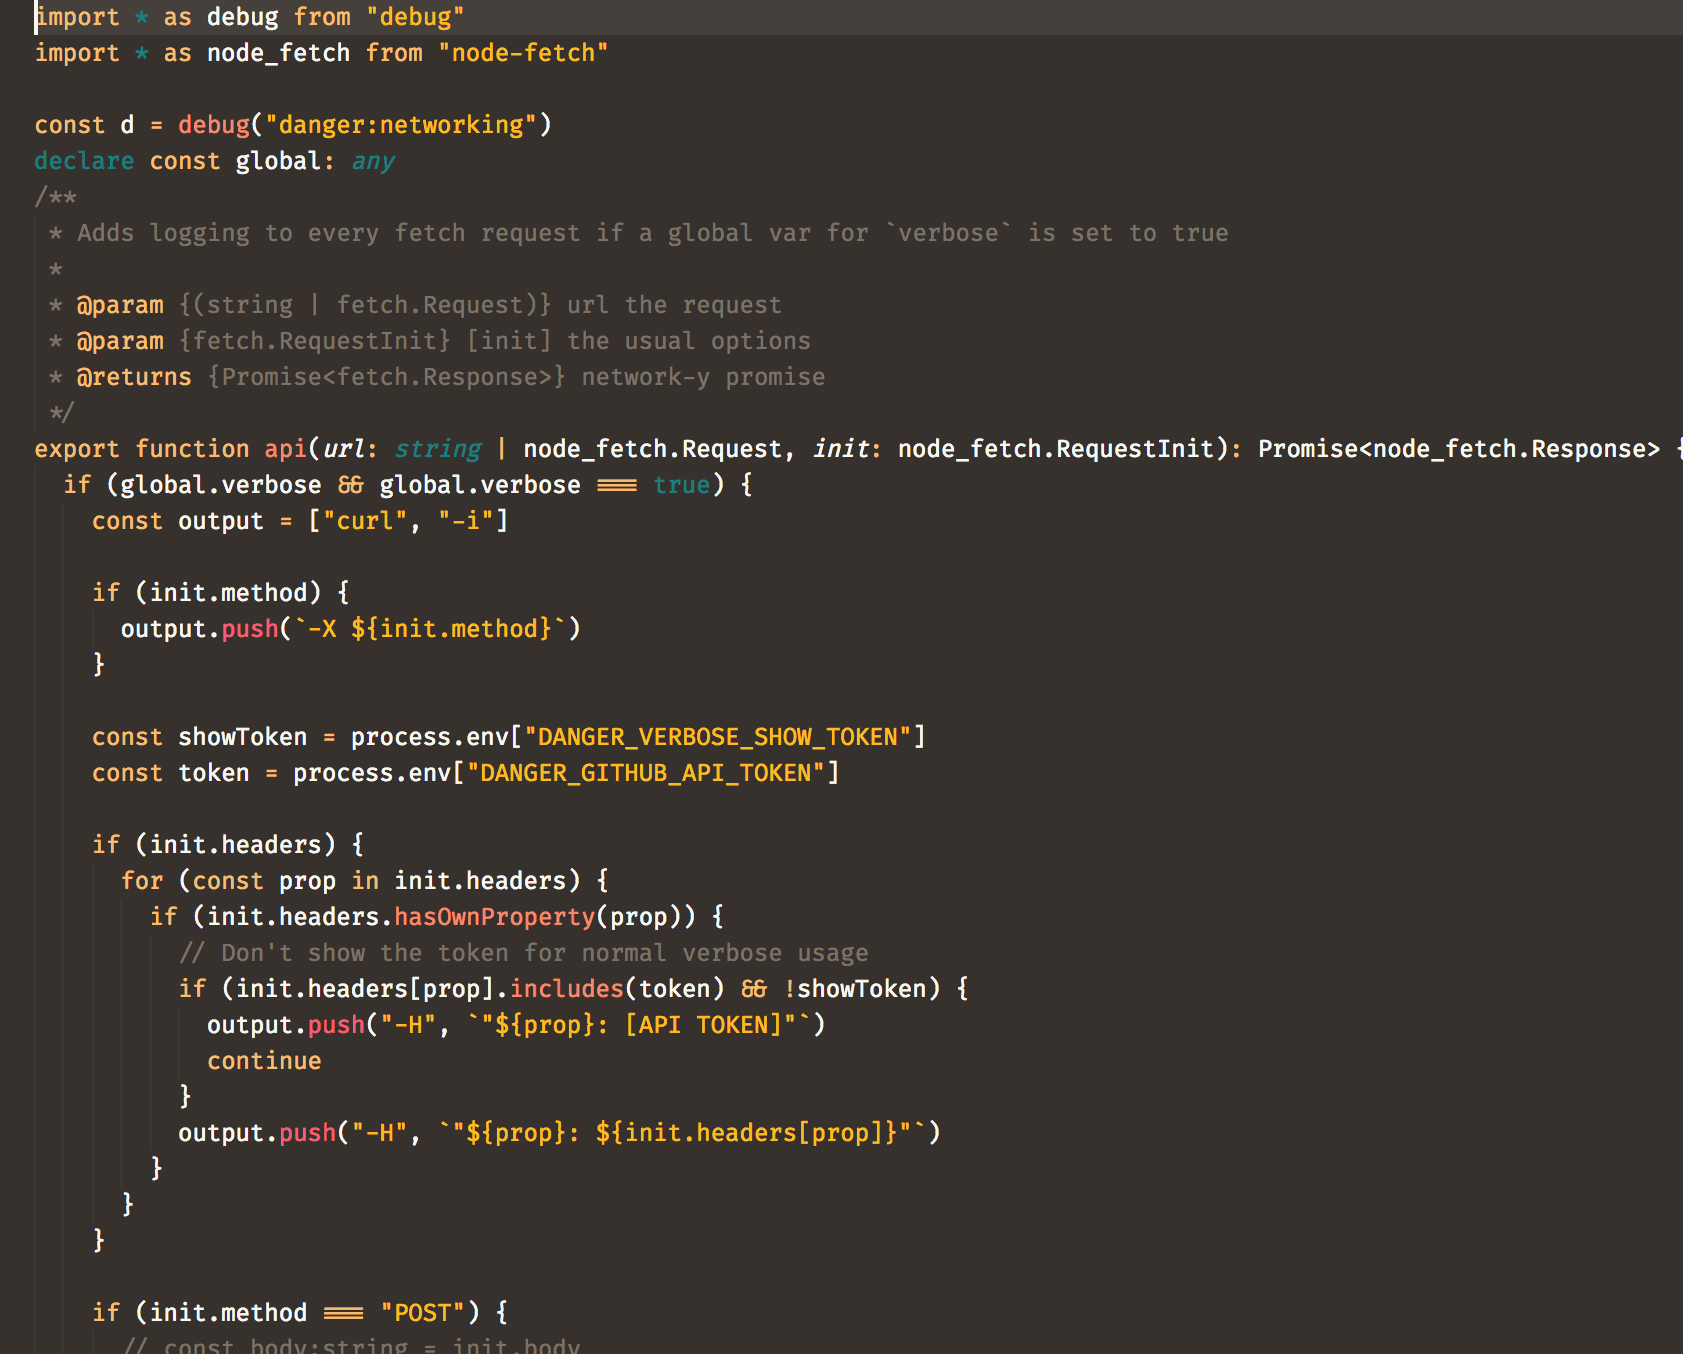 import * as debug from "debug"
import * as node_fetch from "node-fetch"

const d = debug("danger:networking")
declare const global: any
/**
 * Adds logging to every fetch request if a global var for `verbose` is set to true
 *
 * @param {(string | fetch.Request)} url the request
 * @param {fetch.RequestInit} [init] the usual options
 * @returns {Promise<fetch.Response>} network-y promise
 */
export function api(url: string | node_fetch.Request, init: node_fetch.RequestInit): Promise<node_fetch.Response> {
  if (global.verbose && global.verbose === true) {
    const output = ["curl", "-i"]

    if (init.method) {
      output.push(`-X ${init.method}`)
    }

    const showToken = process.env["DANGER_VERBOSE_SHOW_TOKEN"]
    const token = process.env["DANGER_GITHUB_API_TOKEN"]

    if (init.headers) {
      for (const prop in init.headers) {
        if (init.headers.hasOwnProperty(prop)) {
          // Don't show the token for normal verbose usage
          if (init.headers[prop].includes(token) && !showToken) {
            output.push("-H", `"${prop}: [API TOKEN]"`)
            continue
          }
          output.push("-H", `"${prop}: ${init.headers[prop]}"`)
        }
      }
    }

    if (init.method === "POST") {
      // const body:string = init.body